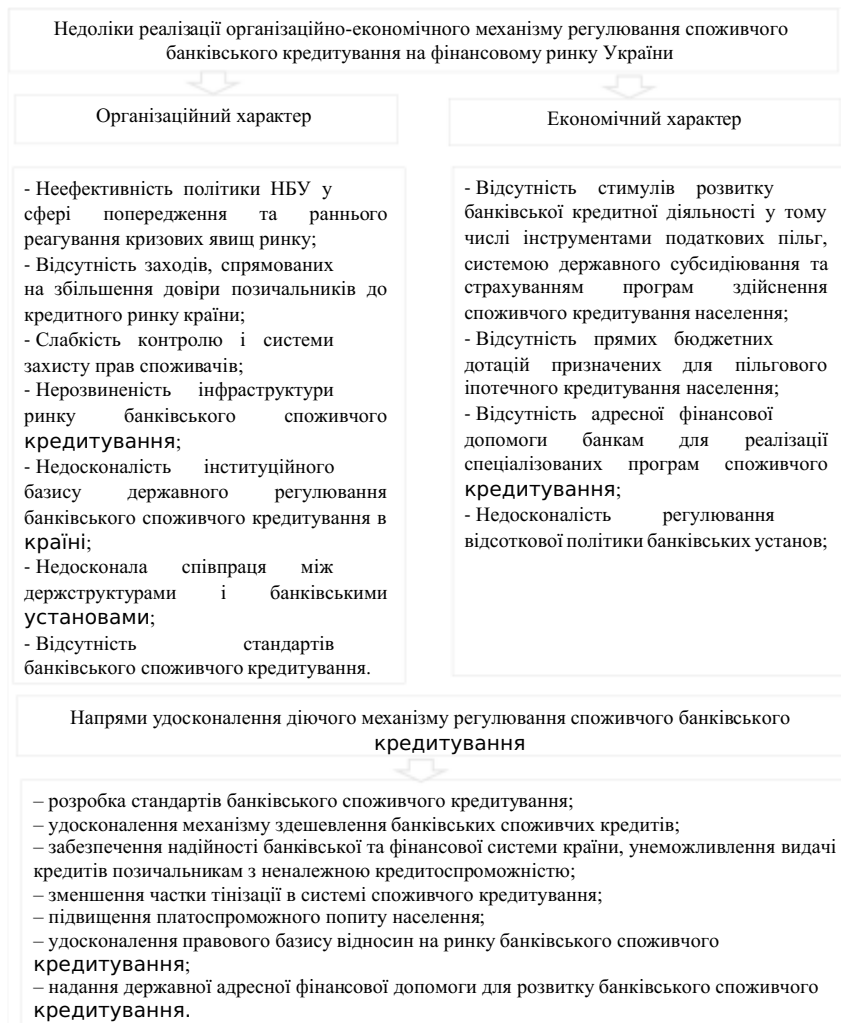 Недоліки реалізації організаційно-економічного механізму регулювання споживчого
банківського кредитування на фінансовому ринку України
Організаційний характер
- Неефективність політики НБУ у
сфері попередження та раннього
реагування кризових явищ ринку;
- Відсутність заходів, спрямованих
на збільшення довіри позичальників до
кредитного ринку країни;
- Слабкість контролю і системи
захисту прав споживачів;
- Нерозвиненість інфраструктури
ринку банківського споживчого
кредитування;
- Недосконалість інституційного
базису державного регулювання
банківського споживчого кредитування в
країні;
- Недосконала співпраця між
держструктурами і банківськими
установами;
- Відсутність стандартів
банківського споживчого кредитування.
Економічний характер
- Відсутність стимулів розвитку
банківської кредитної діяльності у тому
числі інструментами податкових пільг,
системою державного субсидіювання та
страхуванням програм здійснення
споживчого кредитування населення;
- Відсутність прямих бюджетних
дотацій призначених для пільгового
іпотечного кредитування населення;
- Відсутність адресної фінансової
допомоги банкам для реалізації
спеціалізованих програм споживчого
кредитування;
- Недосконалість регулювання
відсоткової політики банківських установ;
Напрями удосконалення діючого механізму регулювання споживчого банківського
кредитування
– розробка стандартів банківського споживчого кредитування;
– удосконалення механізму здешевлення банківських споживчих кредитів;
– забезпечення надійності банківської та фінансової системи країни, унеможливлення видачі
кредитів позичальникам з неналежною кредитоспроможністю;
– зменшення частки тінізації в системі споживчого кредитування;
– підвищення платоспроможного попиту населення;
– удосконалення правового базису відносин на ринку банківського споживчого
кредитування;
– надання державної адресної фінансової допомоги для розвитку банківського споживчого
кредитування.